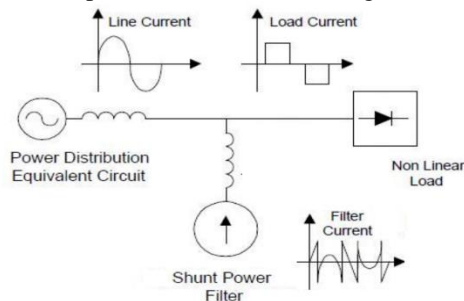 Line Current
Load Current
Power Distribution
Equivalent Circuit
Non Linear
Load
Filter
Current
Shunt Power
Filter